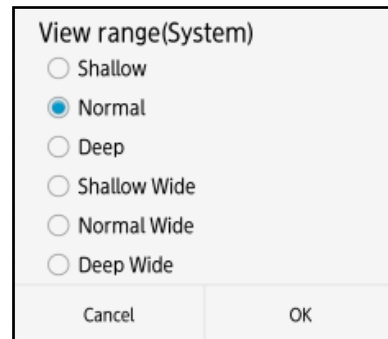 View range(System)
Shallow
Normal
Deep
Shallow Wide
Normal Wide
Deep Wide
Cancel OK